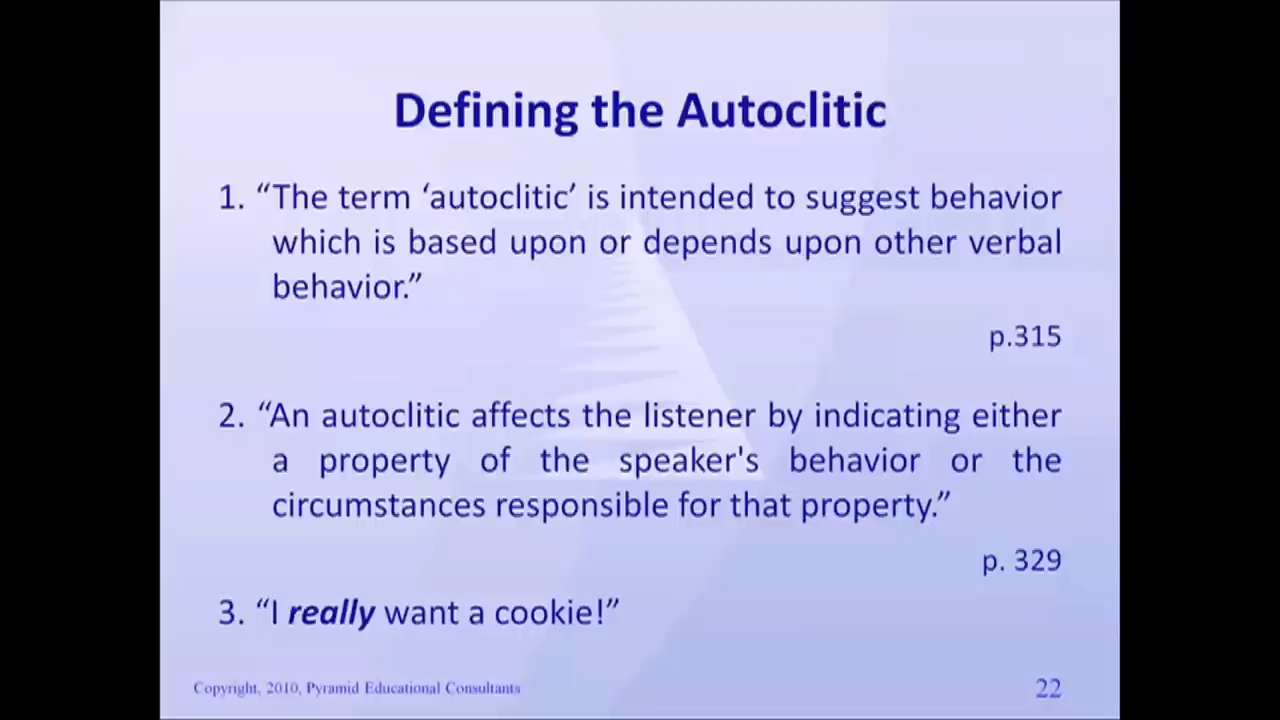 Defining the Autoclitic
1. “The term ‘autoclitic’ is intended to suggest behavior
which is based upon or depends upon other verbal
behavior.”
p.315
2. “An autoclitic affects the listener by indicating either
a property of the speaker's behavior or the
circumstances responsible for that property.”
p. 329
3. “I really want a cookie!”
Copyright, 2010, Pyramid Educational Consultants
22